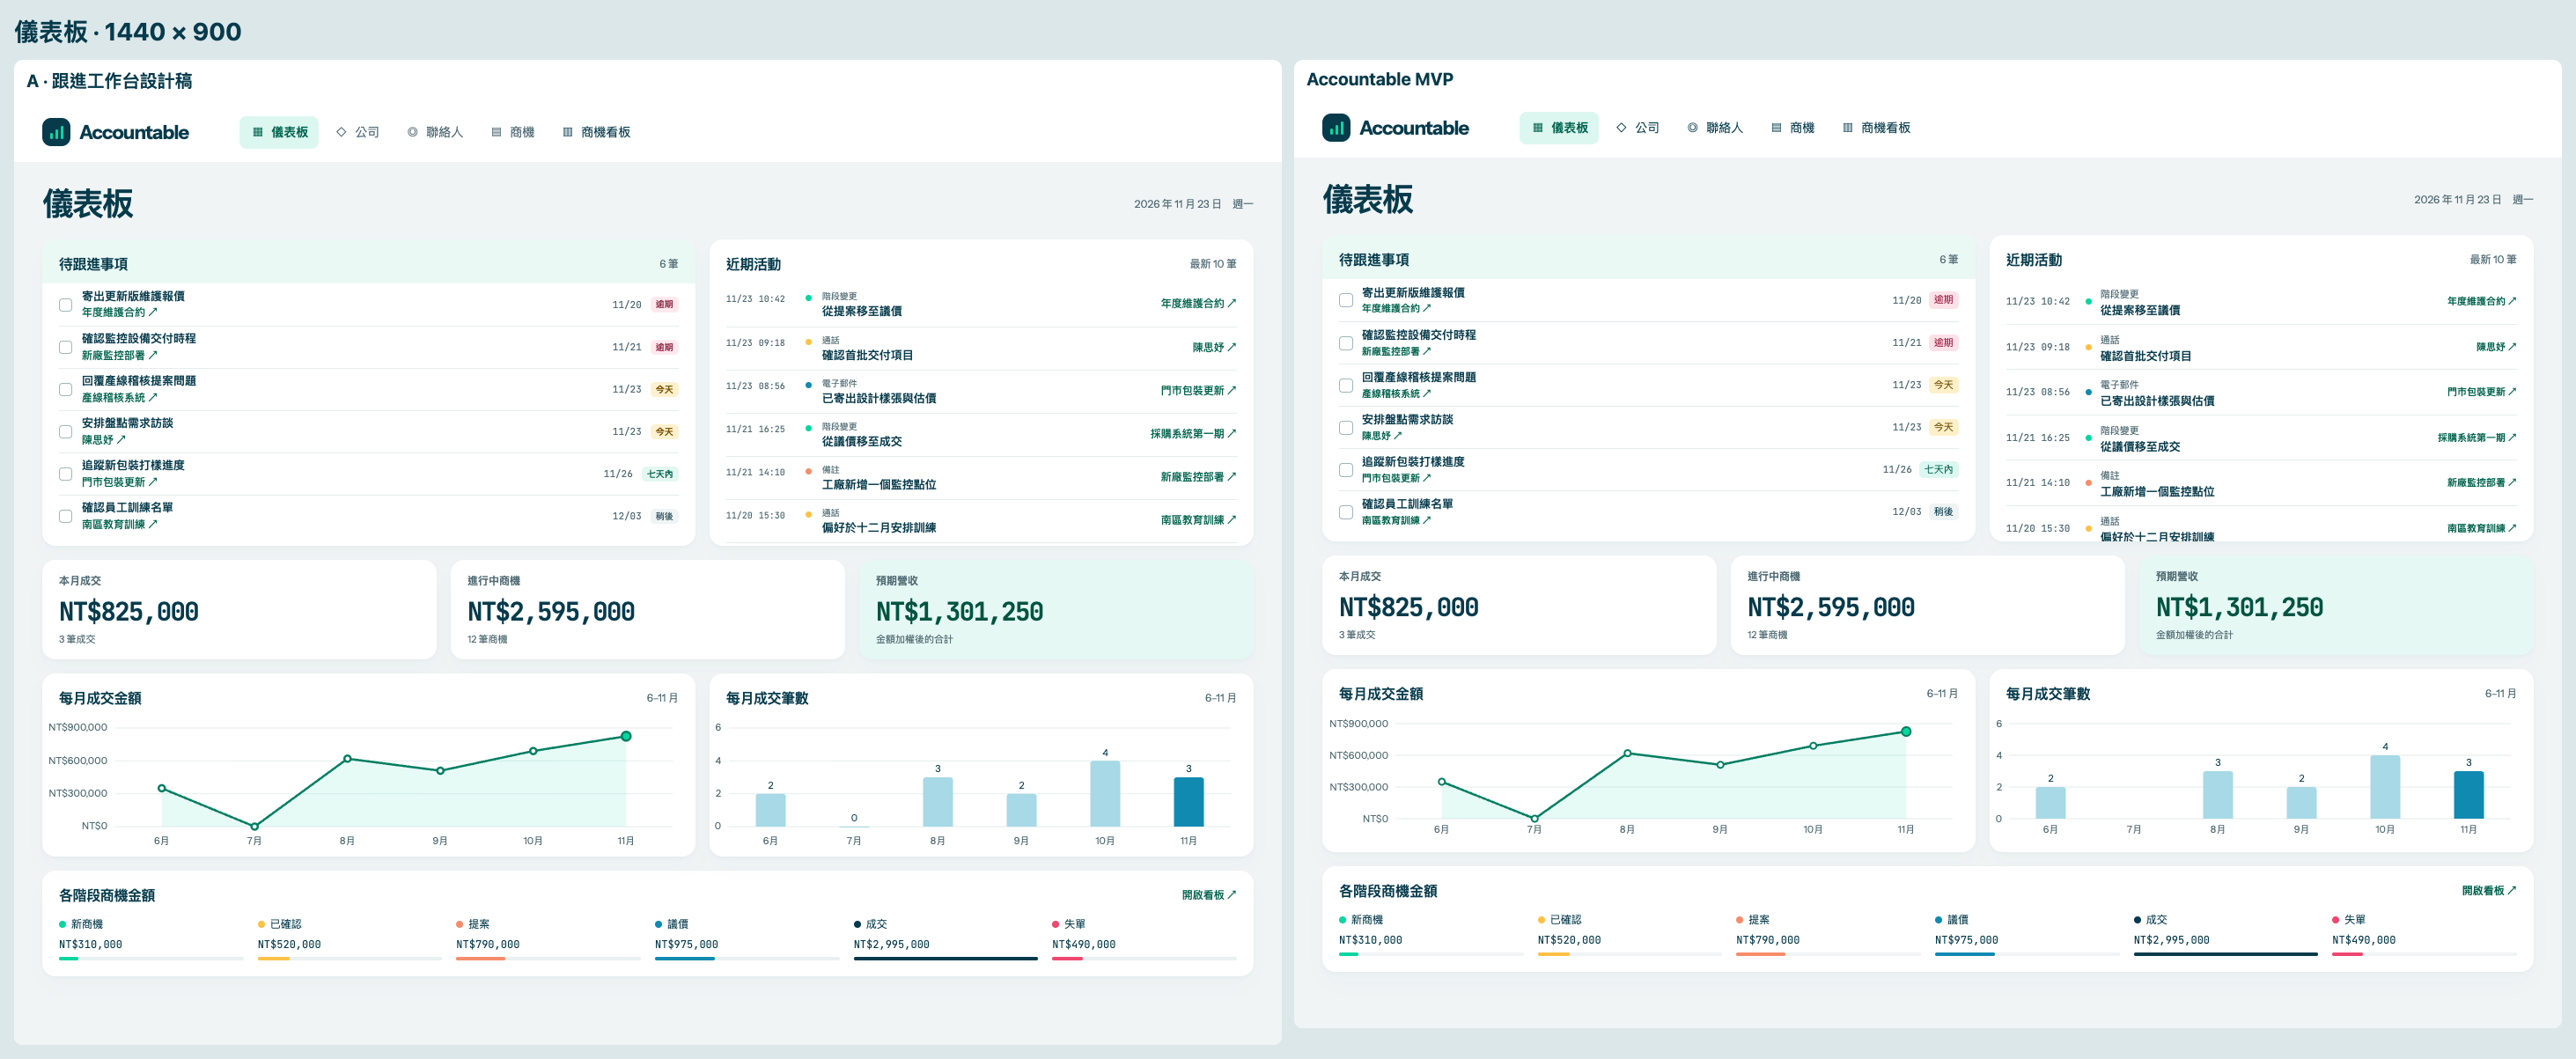 儀表板 · 1440 × 900
A · 跟進工作台設計稿
Accountable
儀表板
公司
聯絡人
商機
商機看板
儀表板
2026 年 11 月 23 日 週一
待跟進事項
6 筆
寄出更新版維護報價
年度維護合約 ↗
11/20 逾期
確認監控設備交付時程
新廠監控部署 ↗
11/21 逾期
回覆產線稽核提案問題
產線稽核系統 ↗
11/23 今天
安排盤點需求訪談
陳思妤 ↗
11/23 今天
追蹤新包裝打樣進度
門市包裝更新 ↗
11/26 七天內
確認員工訓練名單
南區教育訓練 ↗
12/03 稍後
近期活動
最新 10 筆
11/23 10:42
階段變更
從提案移至議價
年度維護合約 ↗
11/23 09:18
通話
確認首批交付項目
陳思妤 ↗
11/23 08:56
電子郵件
已寄出設計樣張與估價
門市包裝更新 ↗
11/21 16:25
階段變更
從議價移至成交
採購系統第一期 ↗
11/21 14:10
備註
工廠新增一個監控點位
新廠監控部署 ↗
11/20 15:30
通話
偏好於十二月安排訓練
南區教育訓練 ↗
本月成交
NT$825,000
3 筆成交
進行中商機
NT$2,595,000
12 筆商機
預期營收
NT$1,301,250
金額加權後的合計
每月成交金額
6–11 月
NT$900,000
NT$600,000
NT$300,000
NT$0
6月 7月 8月 9月 10月 11月
每月成交筆數
6–11 月
6
4
2
0
2 0 3 2 4 3
6月 7月 8月 9月 10月 11月
各階段商機金額
開啟看板 ↗
新商機
NT$310,000
已確認
NT$520,000
提案
NT$790,000
議價
NT$975,000
成交
NT$2,995,000
失單
NT$490,000
Accountable MVP
Accountable
儀表板
公司
聯絡人
商機
商機看板
儀表板
2026 年 11 月 23 日 週一
待跟進事項
6 筆
寄出更新版維護報價
年度維護合約 ↗
11/20 逾期
確認監控設備交付時程
新廠監控部署 ↗
11/21 逾期
回覆產線稽核提案問題
產線稽核系統 ↗
11/23 今天
安排盤點需求訪談
陳思妤 ↗
11/23 今天
追蹤新包裝打樣進度
門市包裝更新 ↗
11/26 七天內
確認員工訓練名單
南區教育訓練 ↗
12/03 稍後
近期活動
最新 10 筆
11/23 10:42
階段變更
從提案移至議價
年度維護合約 ↗
11/23 09:18
通話
確認首批交付項目
陳思妤 ↗
11/23 08:56
電子郵件
已寄出設計樣張與估價
門市包裝更新 ↗
11/21 16:25
階段變更
從議價移至成交
採購系統第一期 ↗
11/21 14:10
備註
工廠新增一個監控點位
新廠監控部署 ↗
11/20 15:30
通話
偏好於十二月安排訓練
南區教育訓練 ↗
本月成交
NT$825,000
3 筆成交
進行中商機
NT$2,595,000
12 筆商機
預期營收
NT$1,301,250
金額加權後的合計
每月成交金額
6–11 月
NT$900,000
NT$600,000
NT$300,000
NT$0
6月 7月 8月 9月 10月 11月
每月成交筆數
6–11 月
6
4
2
0
2 3 2 4 3
6月 7月 8月 9月 10月 11月
各階段商機金額
開啟看板 ↗
新商機
NT$310,000
已確認
NT$520,000
提案
NT$790,000
議價
NT$975,000
成交
NT$2,995,000
失單
NT$490,000